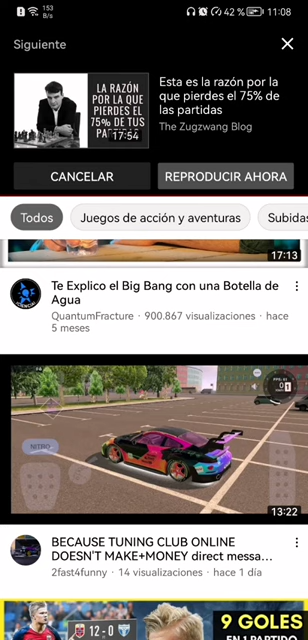 153
B/s
42 %
11:08
Siguiente
LA RAZÓN
POR LA QUE
PIERDES EL
75% DE TUS
PARTIDAS
17:54
Esta es la razón por la
que pierdes el 75% de
las partidas
The Zugzwang Blog
CANCELAR
REPRODUCIR AHORA
Todos
Juegos de acción y aventuras
Subidas
17:13
Te Explico el Big Bang con una Botella de
Agua
QuantumFracture · 900.867 visualizaciones · hace
5 meses
NITRO
13:22
BECAUSE TUNING CLUB ONLINE
DOESN'T MAKE+MONEY direct messa...
2fast4funny · 14 visualizaciones · hace 1 día
12-0
9 GOLES
EN 1 PARTIDO